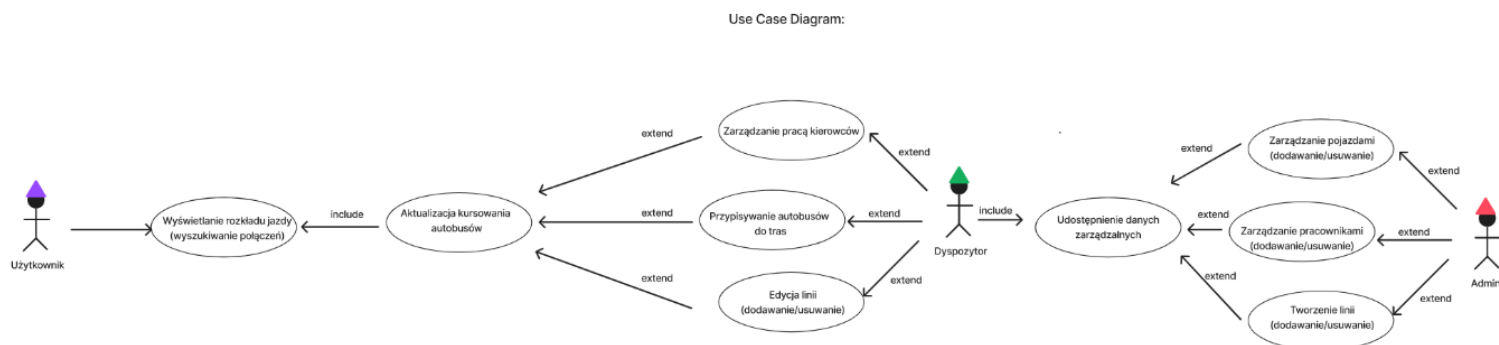 Use Case Diagram:
Użytkownik
Wyświetlanie rozkładu jazdy
(wyszukiwanie połączeń)
include
Aktualizacja kursowania
autobusów
extend
extend
extend
Zarządzanie pracą kierowców
Przypisywanie autobusów
do tras
Edycja linii
(dodawanie/usuwanie)
extend
extend
extend
Dyspozytor
include
Udostępnienie danych
zarządzalnych
extend
extend
extend
Zarządzanie pojazdami
(dodawanie/usuwanie)
Zarządzanie pracownikami
(dodawanie/usuwanie)
Tworzenie linii
(dodawanie/usuwanie)
extend
extend
extend
Admin